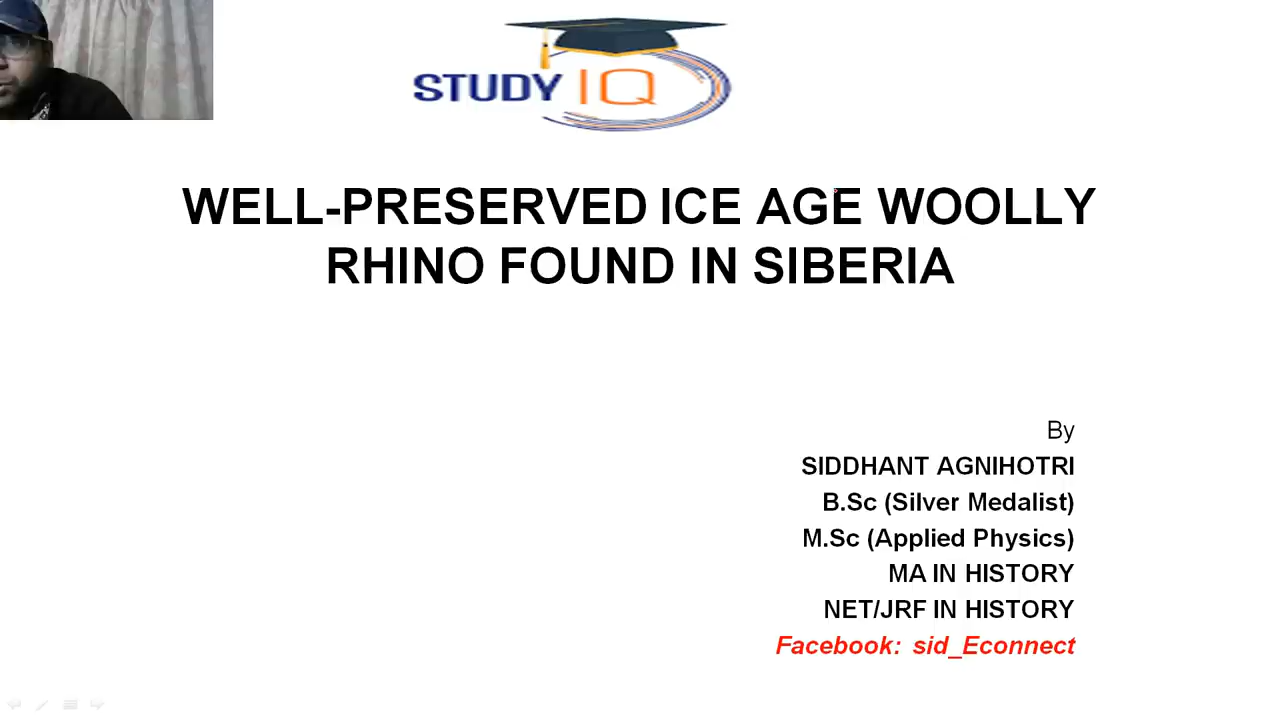 STUDY IQ
WELL-PRESERVED ICE AGE WOOLLY
RHINO FOUND IN SIBERIA
By
SIDDHANT AGNIHOTRI
B.Sc (Silver Medalist)
M.Sc (Applied Physics)
MA IN HISTORY
NET/JRF IN HISTORY
Facebook: sid_Econnect